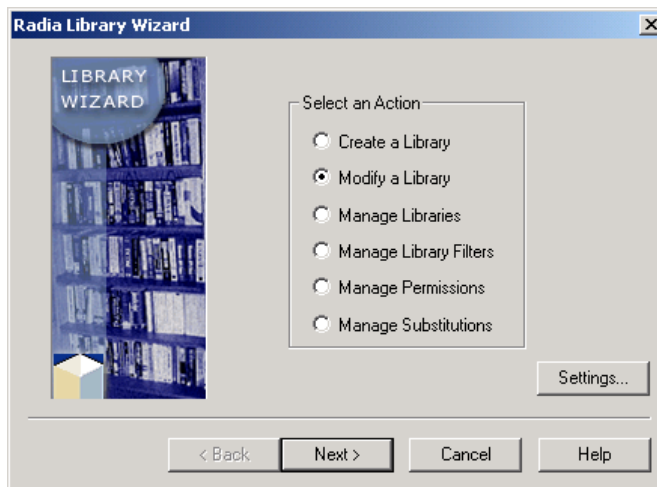 Radia Library Wizard
LIBRARY
WIZARD
Select an Action
Create a Library
Modify a Library
Manage Libraries
Manage Library Filters
Manage Permissions
Manage Substitutions
Settings...
< Back
Next >
Cancel
Help